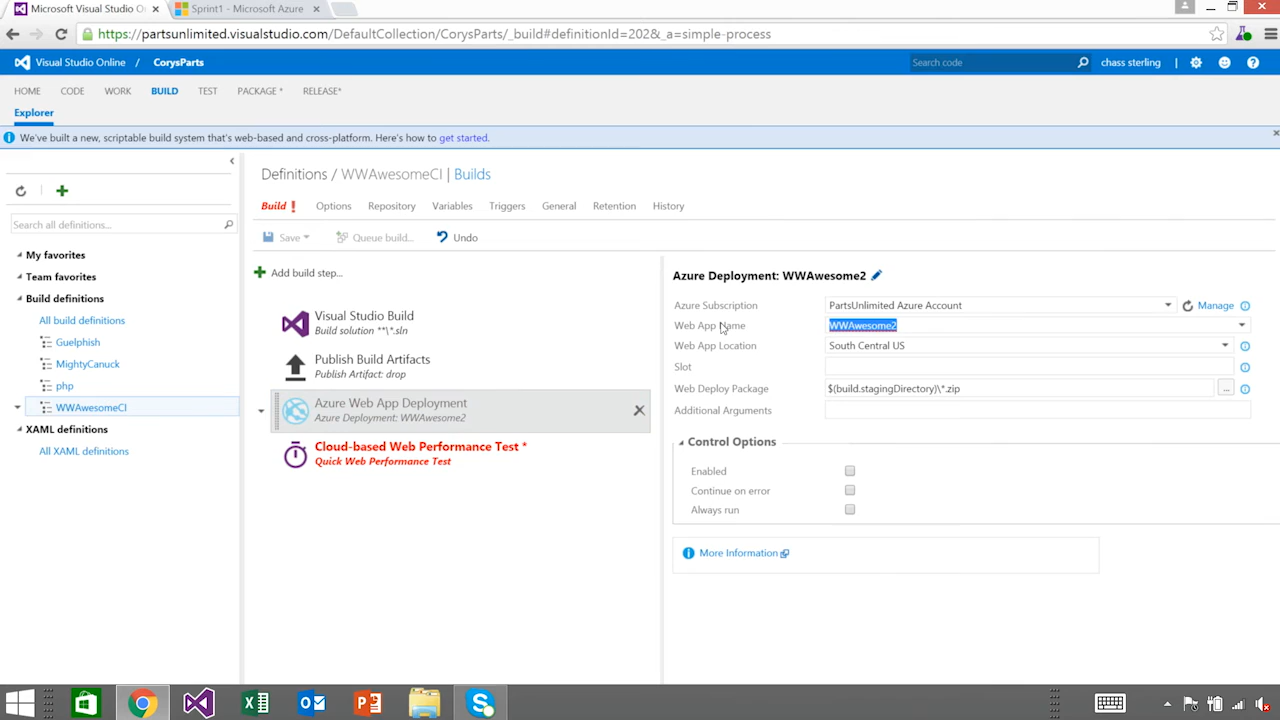 Microsoft Visual Studio O
Sprint1 - Microsoft Azure
https://partsunlimited.visualstudio.com/DefaultCollection/CorysParts/_build#definitionId=202&_a=simple-process
Visual Studio Online / CorysParts
Search code
chass sterling
HOME CODE WORK BUILD TEST PACKAGE* RELEASE*
Explorer
We've built a new, scriptable build system that's web-based and cross-platform. Here's how to get started.
Search all definitions...
My favorites
Team favorites
Build definitions
All build definitions
Guelphish
MightyCanuck
php
WWAwesomeCI
XAML definitions
All XAML definitions
Definitions / WWAwesomeCI | Builds
Build ! Options Repository Variables Triggers General Retention History
Save Queue build... Undo
Add build step...
Visual Studio Build
Build solution **\*.sln
Publish Build Artifacts
Publish Artifact: drop
Azure Web App Deployment
Azure Deployment: WWAwesome2
Cloud-based Web Performance Test *
Quick Web Performance Test
Azure Deployment: WWAwesome2
Azure Subscription PartsUnlimited Azure Account Manage
Web App Name WWAwesome2
Web App Location South Central US
Slot
Web Deploy Package $(build.stagingDirectory)\*.zip ...
Additional Arguments
Control Options
Enabled
Continue on error
Always run
More Information